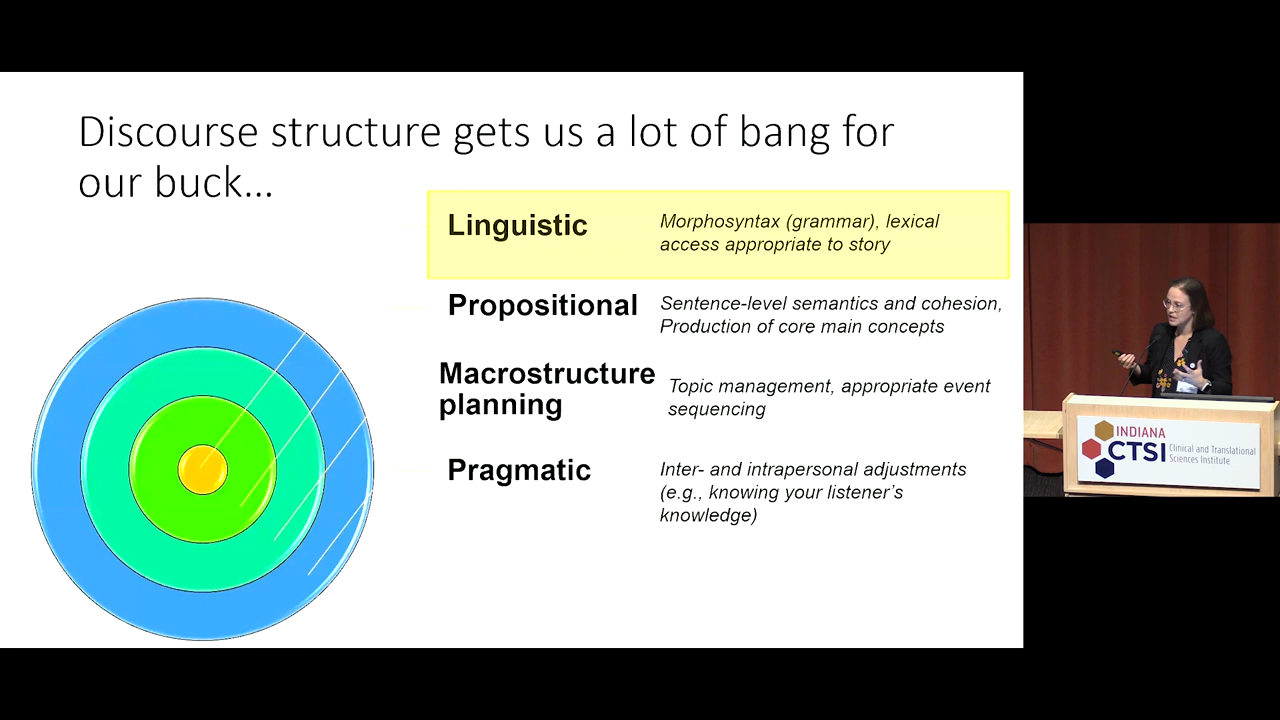 Discourse structure gets us a lot of bang for
our buck...
Linguistic
Morphosyntax (grammar), lexical
access appropriate to story
Propositional
Sentence-level semantics and cohesion,
Production of core main concepts
Macrostructure
planning
Topic management, appropriate event
sequencing
Pragmatic
Inter- and intrapersonal adjustments
(e.g., knowing your listener’s
knowledge)
INDIANA
CTSI
Clinical and Translational
Sciences Institute